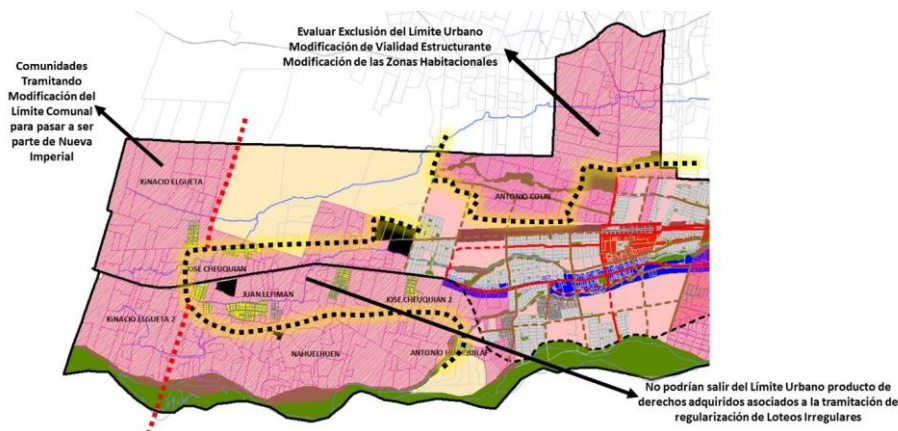 Evaluar Exclusión del Límite Urbano
Modificación de Vialidad Estructurante
Modificación de las Zonas Habitacionales
Comunidades
Tramitando
Modificación del
Límite Comunal
para pasar a ser
parte de Nueva
Imperial
IGNACIO ELGUETA
ANTONIO COLIN
JOSE CHEUQUIAN
JUAN LEFIMAN
JOSE CHEUQUIAN 2
IGNACIO ELGUETA 2
NAHUELHUEN
ANTONIO
No podrían salir del Límite Urbano producto de
derechos adquiridos asociados a la tramitación de
regularización de Loteos Irregulares